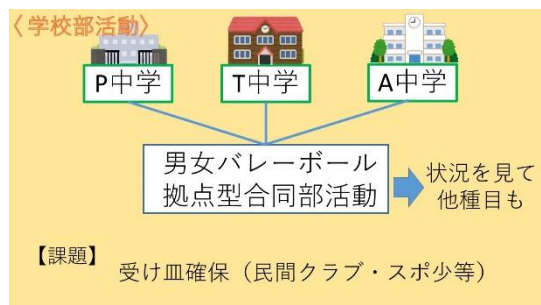 〈学校部活動〉
P中学
T中学
A中学
男女バレーボール
拠点型合同部活動
状況を見て
他種目も
【課題】
受け皿確保（民間クラブ・スポ少等）